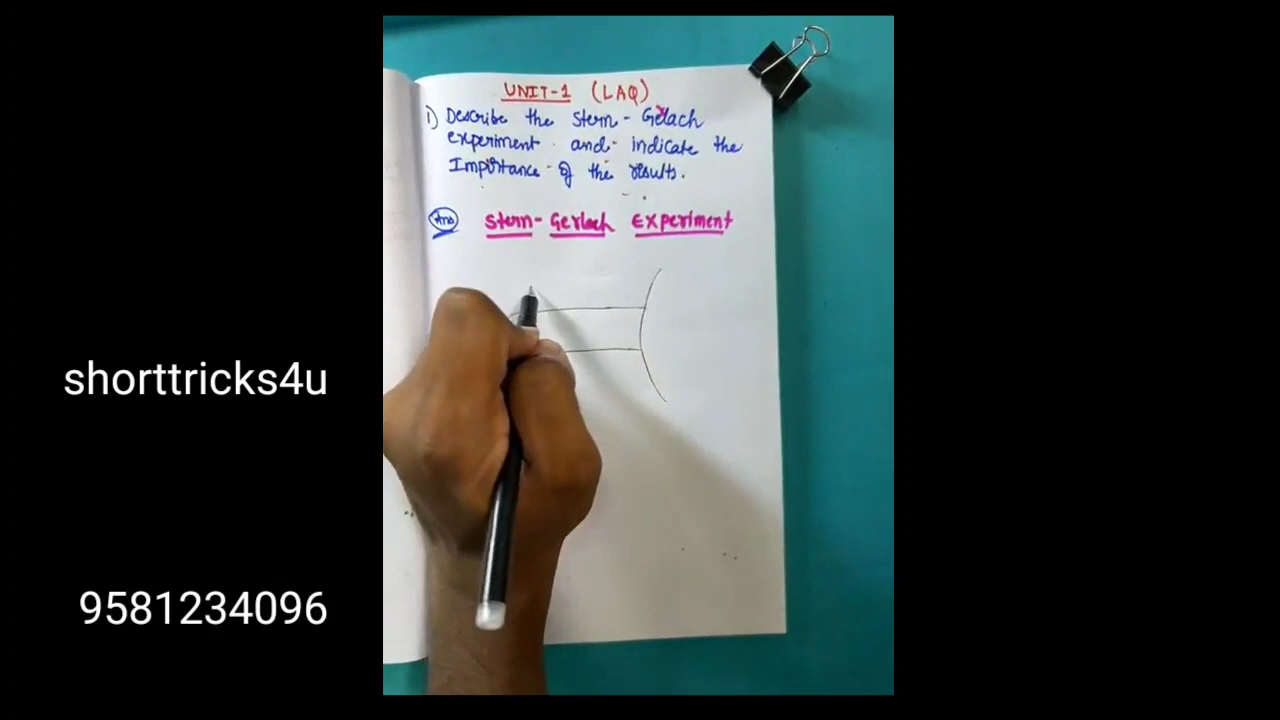 UNIT-1 (LAQ)
1) Describe the Stern-Gerlach
experiment and indicate the
Importance of the results.
Ans Stern-Gerlach Experiment
shorttricks4u
9581234096